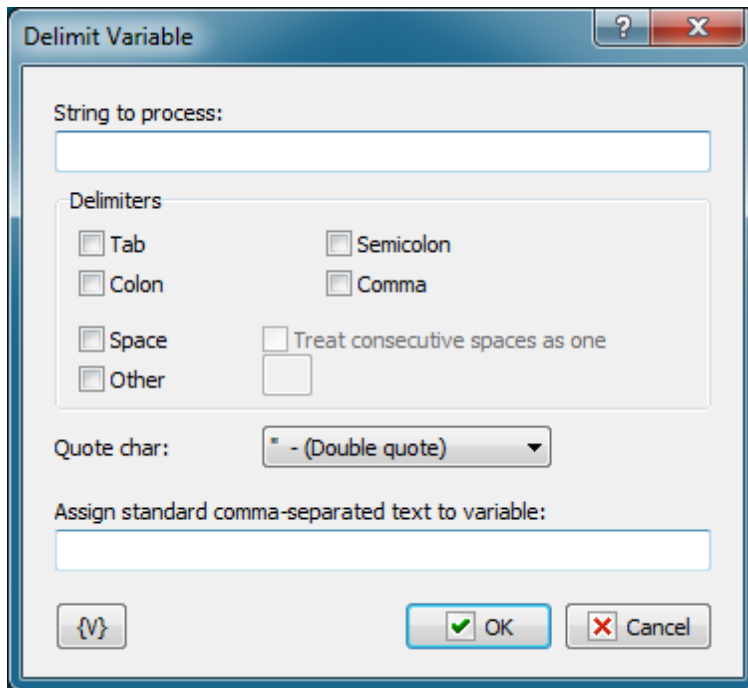 Delimit Variable
?
String to process:
Delimiters
Tab Semicolon
Colon Comma
Space Treat consecutive spaces as one
Other
Quote char: " - (Double quote)
Assign standard comma-separated text to variable:
{V} OK Cancel